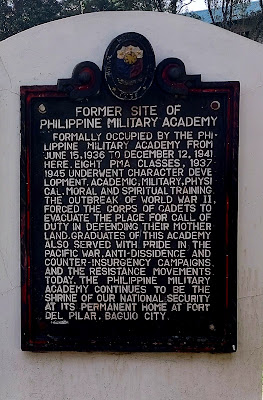 FORMER SITE OF
PHILIPPINE MILITARY ACADEMY
FORMALLY OCCUPIED BY THE PHI-
LIPPINE MILITARY ACADEMY FROM
JUNE 15, 1936 TO DECEMBER 12, 1941
HERE, EIGHT PMA CLASSES, 1937-
1945 UNDERWENT CHARACTER DEVE
LOPMENT, ACADEMIC, MILITARY, PHYSI
CAL, MORAL AND SPIRITUAL TRAINING
THE OUTBREAK OF WORLD WAR II,
FORCED THE CORPS OF CADETS TO
EVACUATE THE PLACE FOR CALL OF
DUTY IN DEFENDING THEIR MOTHER
LAND. GRADUATES OF THIS ACADEMY
ALSO SERVED WITH PRIDE IN THE
PACIFIC WAR, ANTI-DISSIDENCE AND
COUNTER-INSURGENCY CAMPAIGNS,
AND THE RESISTANCE MOVEMENTS
TODAY, THE PHILIPPINE MILITARY
ACADEMY CONTINUES TO BE THE
SHRINE OF OUR NATIONAL SECURITY
AT ITS PERMANENT HOME AT FORT
DEL PILAR, BAGUIO CITY.